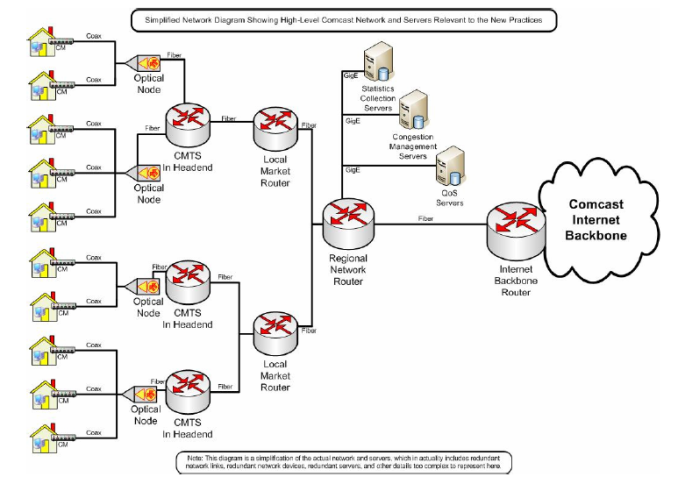 Simplified Network Diagram Showing High-Level Comcast Network and Servers Relevant to the New Practices
Coax
CM
Coax
CM
Optical
Node
Fiber
Coax
CM
Coax
CM
Coax
CM
Fiber
Optical
Node
CMTS
In Headend
Fiber
Local
Market
Router
Fiber
GigE
Statistics
Collection
Servers
GigE
Congestion
Management
Servers
GigE
QoS
Servers
Regional
Network
Router
Fiber
Internet
Backbone
Router
Comcast
Internet
Backbone
Coax
CM
Coax
CM
Optical
Node
Fiber
CMTS
In Headend
Fiber
Coax
CM
Coax
CM
Coax
CM
Optical
Node
Fiber
CMTS
In Headend
Fiber
Local
Market
Router
Fiber
Note: This diagram is a simplification of the actual network and servers, which in actuality includes redundant
network links, redundant network devices, redundant servers, and other details too complex to represent here.